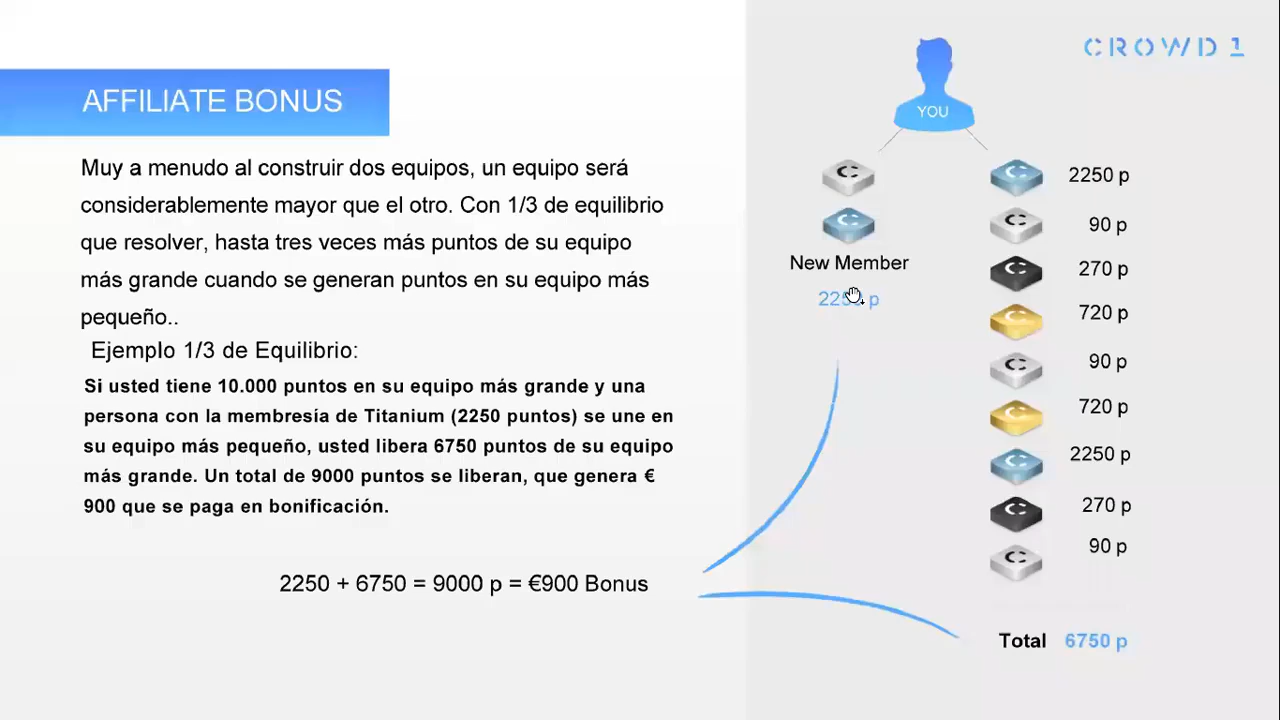 CROWD1
AFFILIATE BONUS
YOU
Muy a menudo al construir dos equipos, un equipo será
considerablemente mayor que el otro. Con 1/3 de equilibrio
que resolver, hasta tres veces más puntos de su equipo
más grande cuando se generan puntos en su equipo más
pequeño..
Ejemplo 1/3 de Equilibrio:
Si usted tiene 10.000 puntos en su equipo más grande y una
persona con la membresía de Titanium (2250 puntos) se une en
su equipo más pequeño, usted libera 6750 puntos de su equipo
más grande. Un total de 9000 puntos se liberan, que genera €
900 que se paga en bonificación.
2250 + 6750 = 9000 p = €900 Bonus
New Member
2250 p
2250 p
90 p
270 p
720 p
90 p
720 p
2250 p
270 p
90 p
Total 6750 p